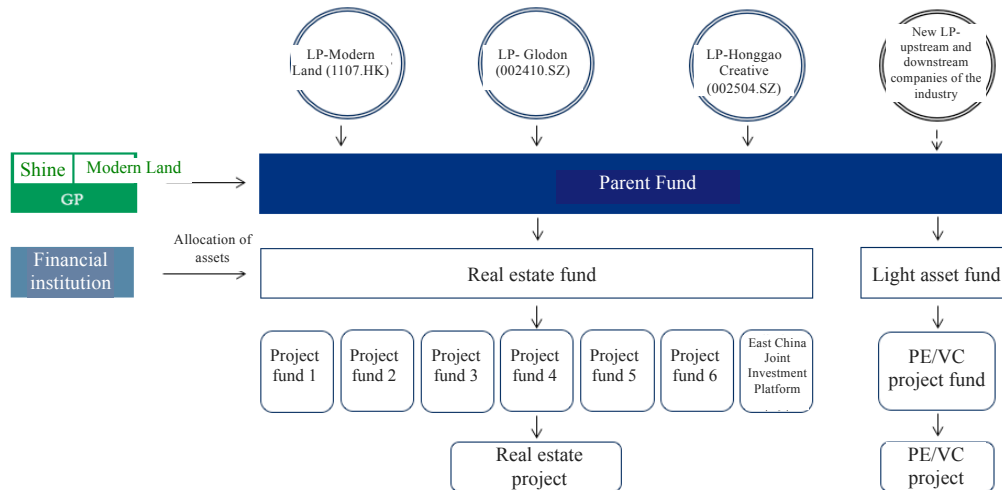 LP-Modern
Land (1107.HK)
LP- Glodon
(002410.SZ)
LP-Honggao
Creative
(002504.SZ)
New LP-
upstream and
downstream
companies of the
industry
Shine
Modern Land
GP
Parent Fund
Financial
institution
Allocation of
assets
Real estate fund
Light asset fund
Project
fund 1
Project
fund 2
Project
fund 3
Project
fund 4
Project
fund 5
Project
fund 6
East China
Joint
Investment
Platform
PE/VC
project fund
Real estate
project
PE/VC
project